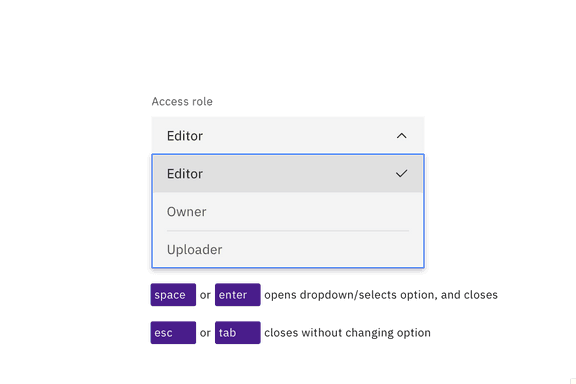 Access role
Editor
Editor
Owner
Uploader
space or enter opens dropdown/selects option, and closes
esc or tab closes without changing option